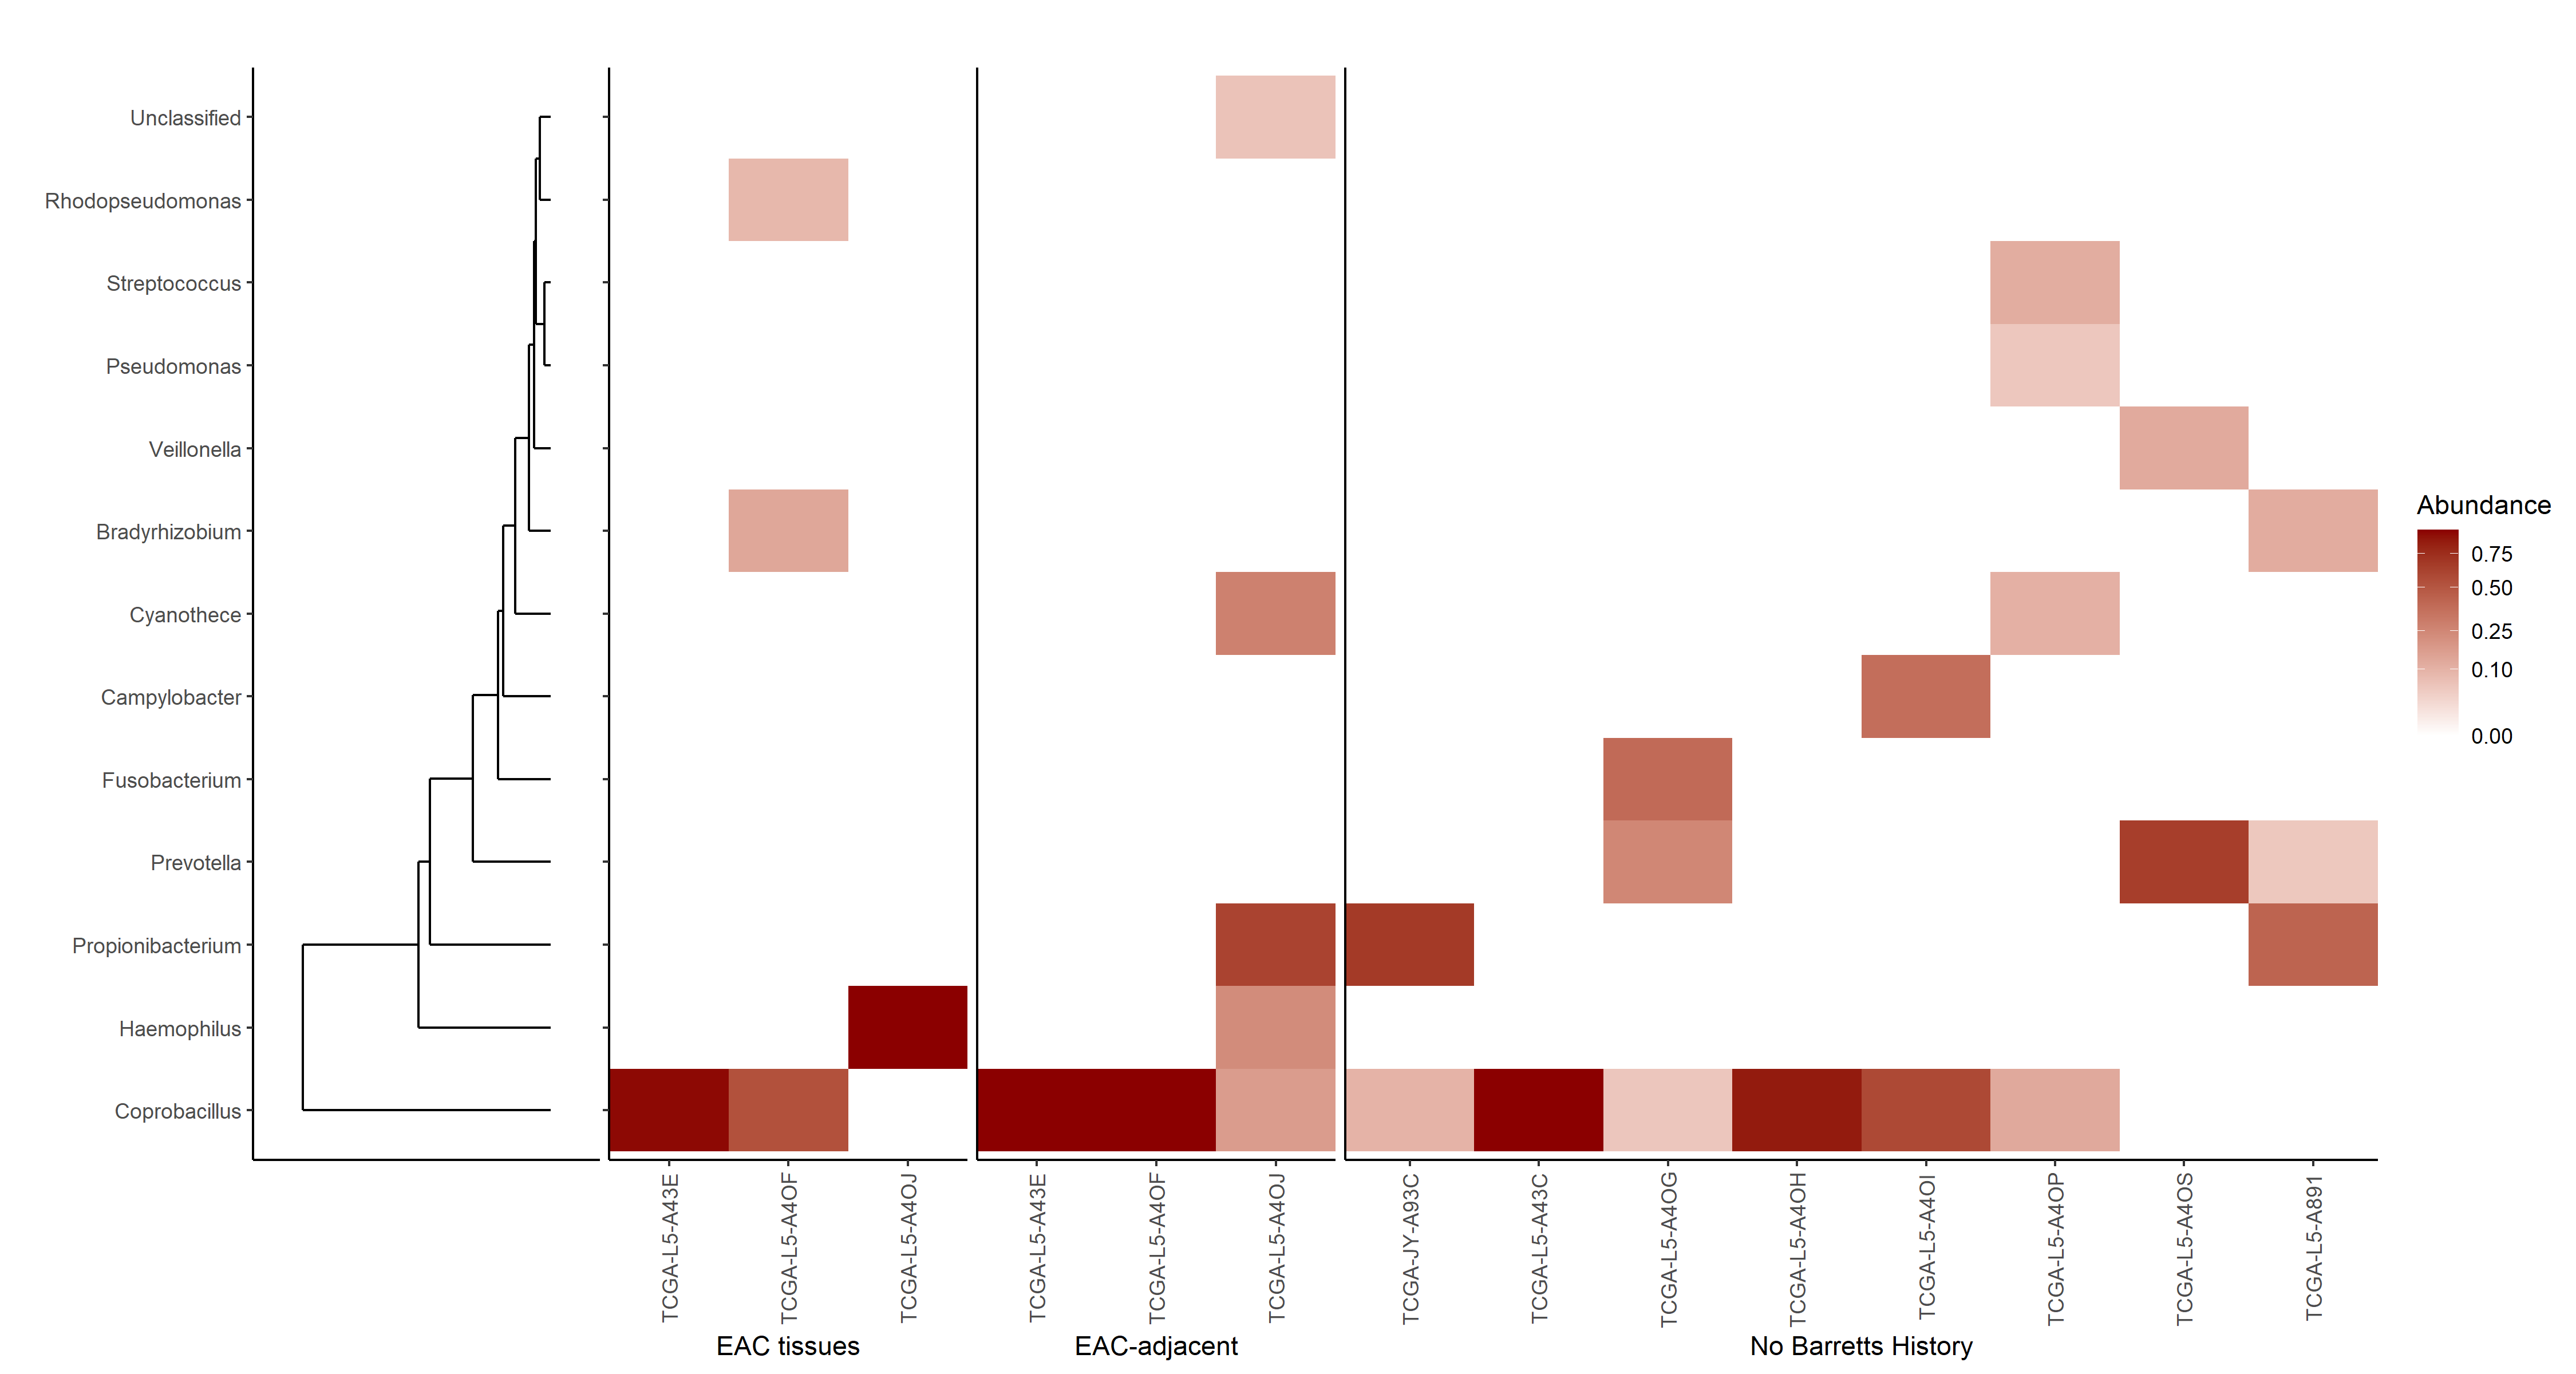 Unclassified
Rhodopseudomonas
Streptococcus
Pseudomonas
Veillonella
Bradyrhizobium
Cyanothece
Campylobacter
Fusobacterium
Prevotella
Propionibacterium
Haemophilus
Coprobacillus
TCGA-L5-A43E
TCGA-L5-A4OF
TCGA-L5-A4OJ
EAC tissues
TCGA-L5-A43E
TCGA-L5-A4OF
TCGA-L5-A4OJ
EAC-adjacent
TCGA-JY-A93C
TCGA-L5-A43C
TCGA-L5-A4OG
TCGA-L5-A4OH
TCGA-L5-A4OI
TCGA-L5-A4OP
TCGA-L5-A4OS
TCGA-L5-A891
No Barretts History
Abundance
0.75
0.50
0.25
0.10
0.00